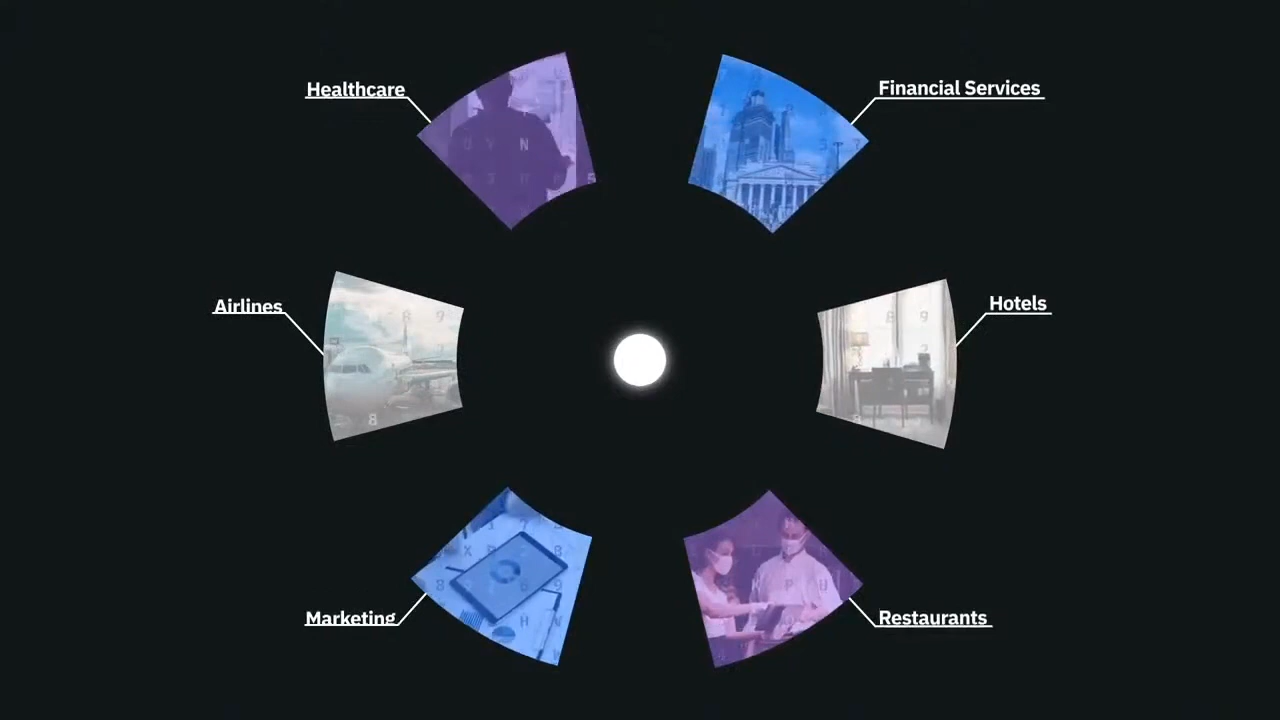 Healthcare
Financial Services
Airlines
Hotels
Marketing
Restaurants